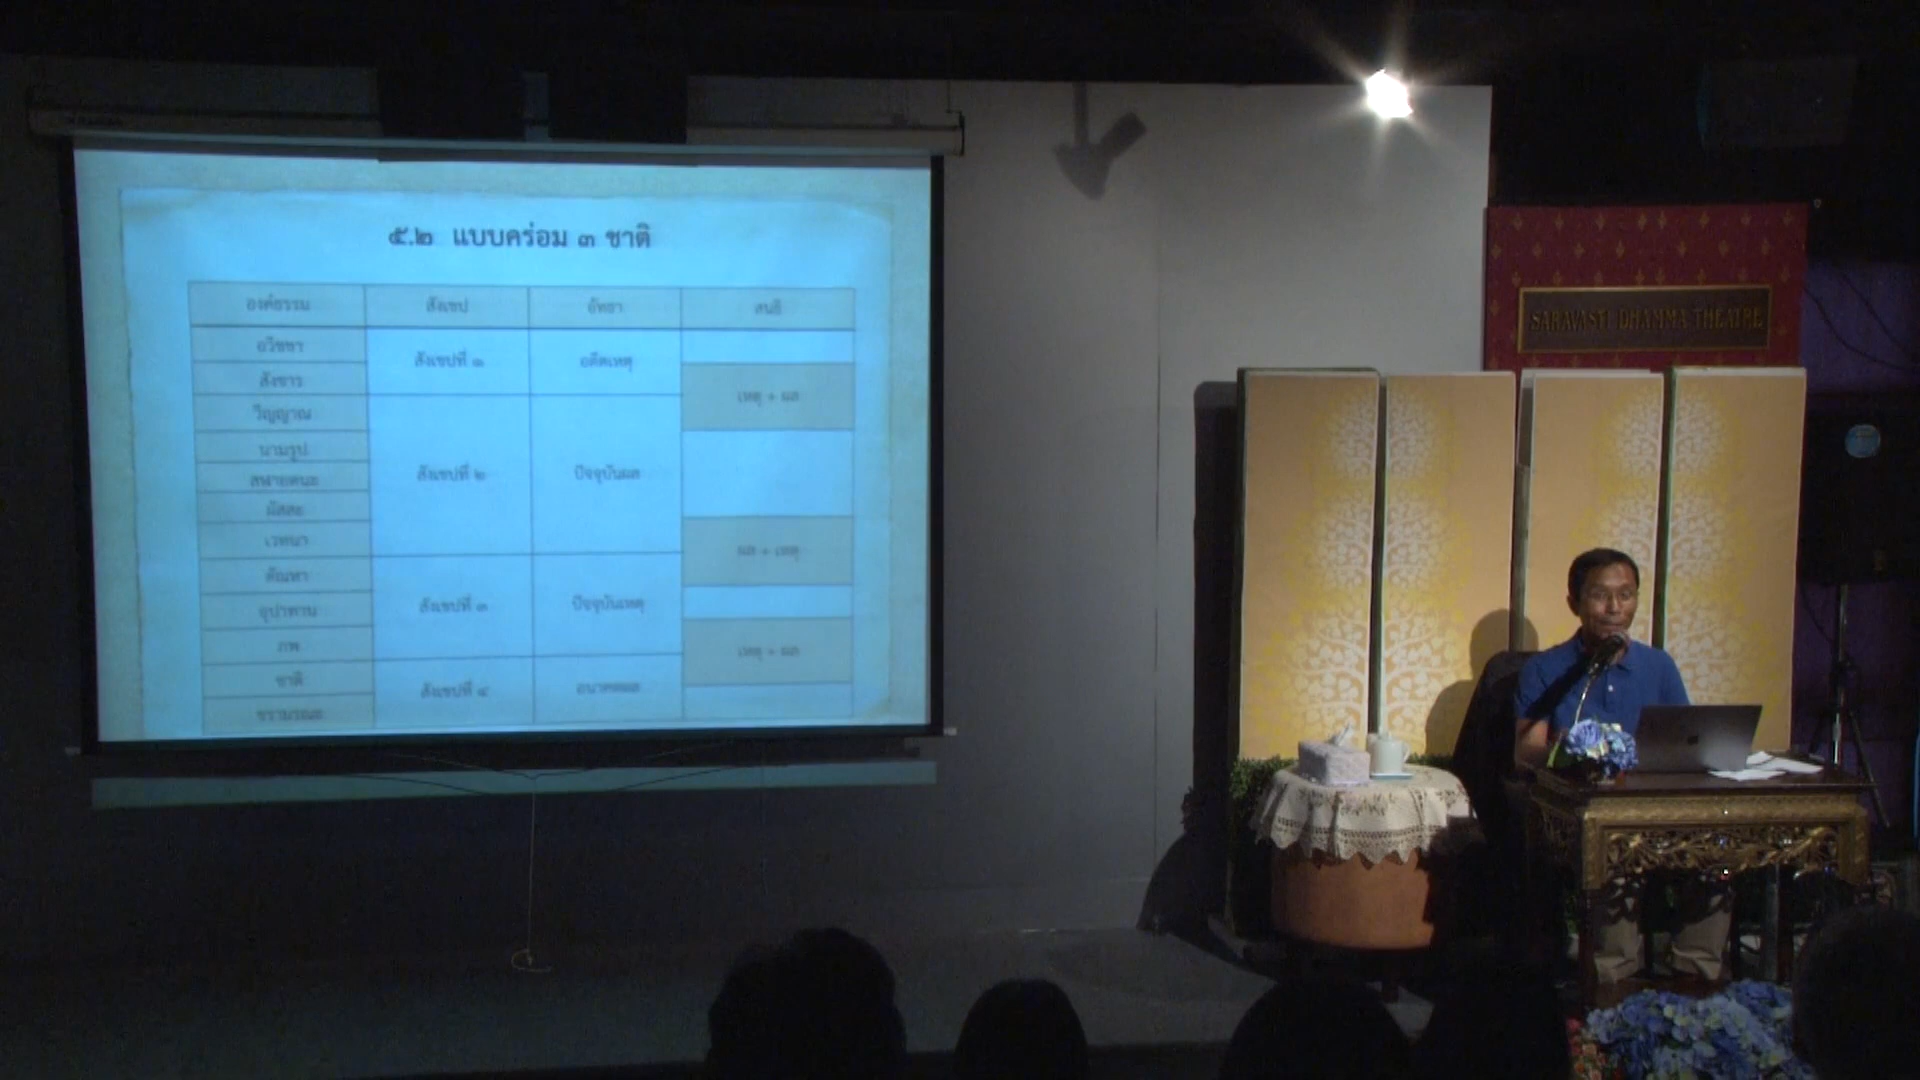 ๕.๒ แบบคร่อม ๓ ชาติ
องค์ธรรม สังเขป อัทธา สนธิ
อวิชชา
สังเขปที่ ๑ อดีตเหตุ
สังขาร
เหตุ + ผล
วิญญาณ
นามรูป
สังเขปที่ ๒ ปัจจุบันผล
สฬายตนะ
ผัสสะ
เวทนา
ผล + เหตุ
ตัณหา
สังเขปที่ ๓ ปัจจุบันเหตุ
อุปาทาน
ภพ
เหตุ + ผล
ชาติ
สังเขปที่ ๔ อนาคตผล
ชรามรณะ
SARAVASTI DHAMMA THEATRE